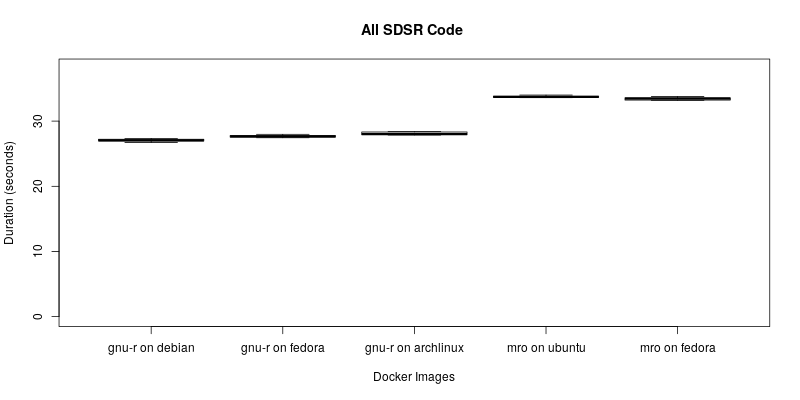 All SDSR Code
Duration (seconds)
30
20
10
0
gnu-r on debian
gnu-r on fedora
gnu-r on archlinux
mro on ubuntu
mro on fedora
Docker Images